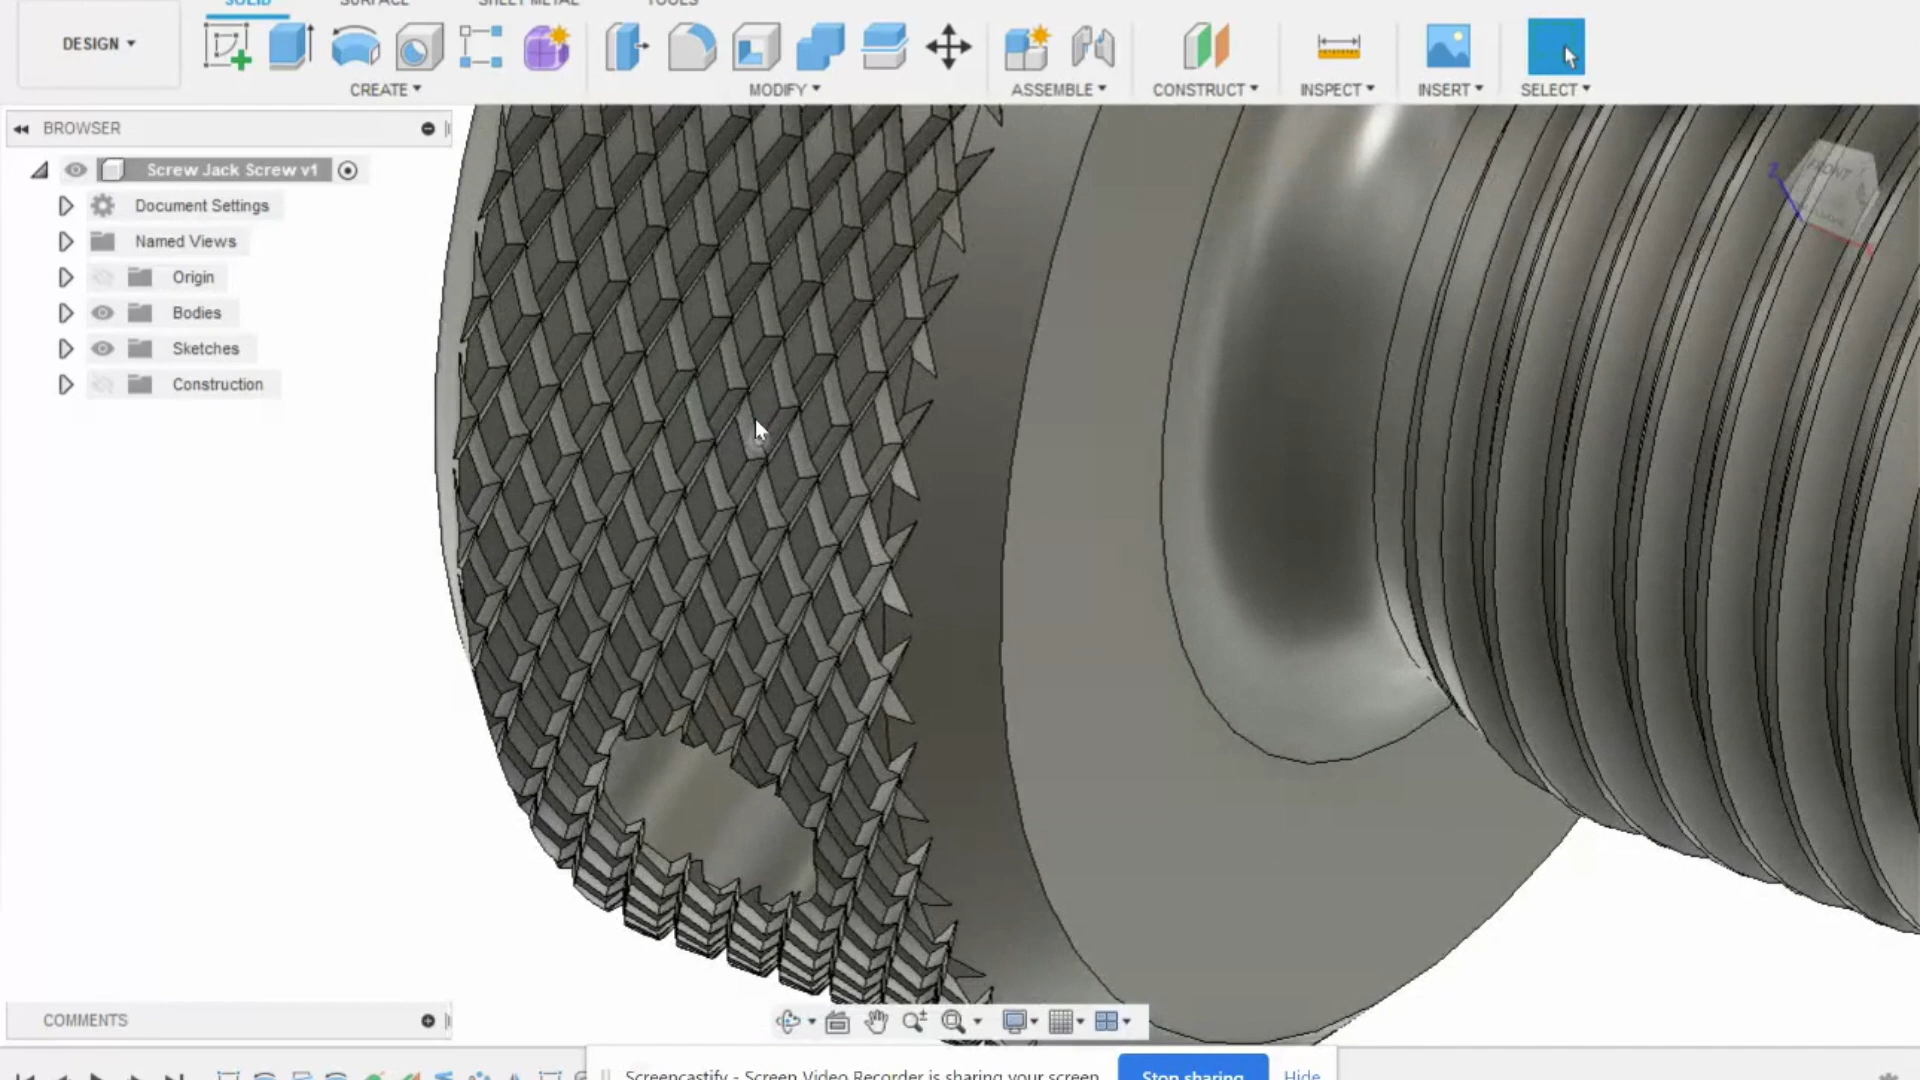 SOLID SURFACE SHEET METAL TOOLS
DESIGN
CREATE MODIFY ASSEMBLE CONSTRUCT INSPECT INSERT SELECT
BROWSER
FRONT
Screw Jack Screw v1
Z
Document Settings
Named Views
Origin
Bodies
Sketches
Construction
COMMENTS
Screencastify - Screen Video Recorder is sharing your screen. Stop sharing Hide